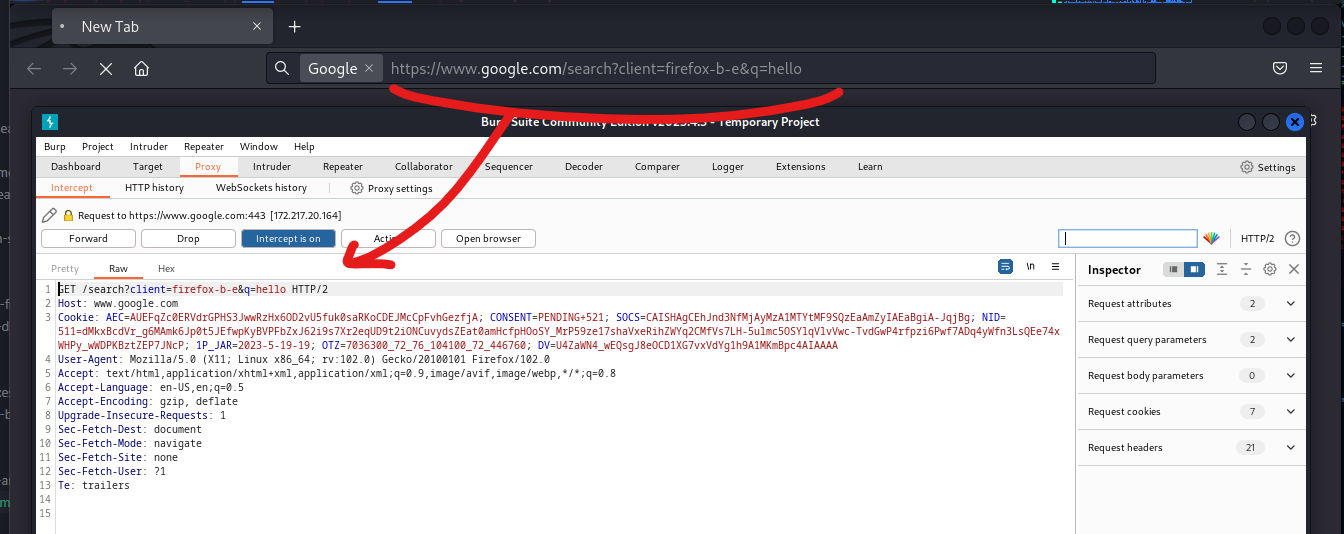 New Tab
Google https://www.google.com/search?client=firefox-b-e&q=hello
Burp Suite Community Edition - Temporary Project
Burp Project Intruder Repeater Window Help
Dashboard Target Proxy Intruder Repeater Collaborator Sequencer Decoder Comparer Logger Extensions Learn Settings
Intercept HTTP history WebSockets history Proxy settings
Request to https://www.google.com:443 [172.217.20.164]
Forward Drop Intercept is on Action Open browser HTTP/2
Pretty Raw Hex \n
Inspector
1 GET /search?client=firefox-b-e&q=hello HTTP/2
2 Host: www.google.com
3 Cookie: AEC=AUEFqZc0ERVdrGPHS3JwwRzHx6OD2vU5fuk0saRKoCDEJMcCpFvhGezfjA; CONSENT=PENDING+521; SOCS=CAISHAgCEhJnd3NfMjAyMzA1MTYtMF9SQzEaAmZyIAEaBgiA-JqjBg; NID=
511=dMkxBcdVr_g6MAmk6Jp0t5JEfwpKyBVPFbZxJ62i9s7Xr2eqUD9t2iONCuvydsZEat0amHcfpHOoSY_MrP59ze17shaVxeRihZWYq2CMfVs7LH-5u1mc5OSY1qV1vVwc-TvdGwP4rfpzi6Pwf7ADq4yWfn3LsQEe74x
WHPy_wWDPKBztZEP7JNcP; 1P_JAR=2023-5-19-19; OTZ=7036300_72_76_104100_72_446760; DV=U4ZaWN4_wEQsgJ8eOCD1XG7vxVdYg1h9A1MKmBpc4AIAAAA
4 User-Agent: Mozilla/5.0 (X11; Linux x86_64; rv:102.0) Gecko/20100101 Firefox/102.0
5 Accept: text/html,application/xhtml+xml,application/xml;q=0.9,image/avif,image/webp,*/*;q=0.8
6 Accept-Language: en-US,en;q=0.5
7 Accept-Encoding: gzip, deflate
8 Upgrade-Insecure-Requests: 1
9 Sec-Fetch-Dest: document
10 Sec-Fetch-Mode: navigate
11 Sec-Fetch-Site: none
12 Sec-Fetch-User: ?1
13 Te: trailers
14
15
Request attributes 2
Request query parameters 2
Request body parameters 0
Request cookies 7
Request headers 21